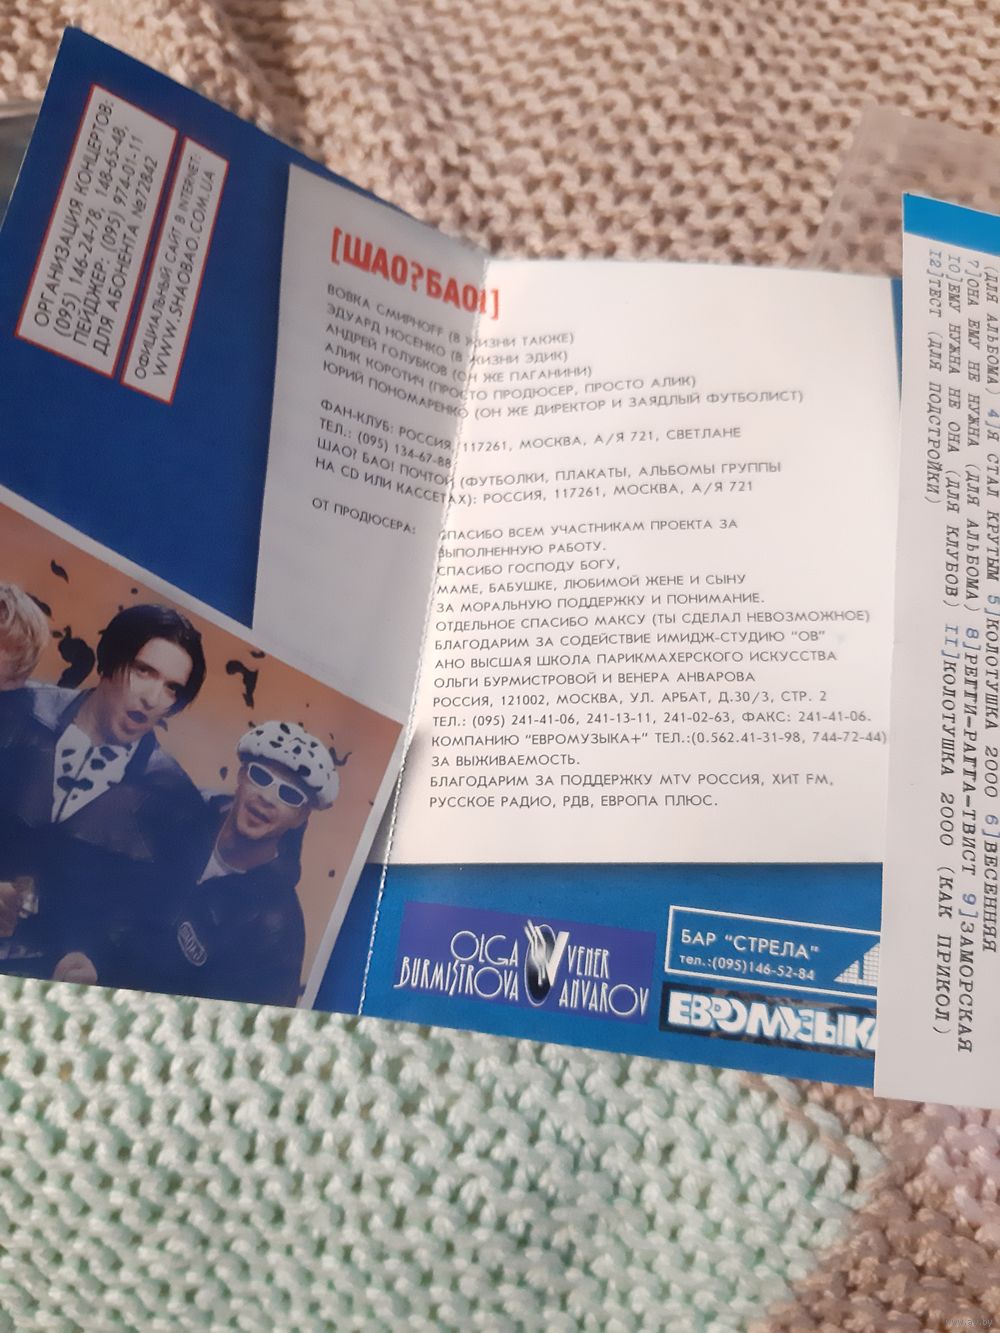 ОРГАНИЗАЦИЯ КОНЦЕРТОВ:
(095) 146-24-78, 148-65-48,
ПЕЙДЖЕР: (095) 974-01-11
ДЛЯ АБОНЕНТА №72842
ОФИЦИАЛЬНЫЙ САЙТ В INTERNET:
WWW.SHAOBAO.COM.UA
[ШАО?БАО!]
ВОВКА СМИРНОFF (В ЖИЗНИ ТАКЖЕ)
ЭДУАРД НОСЕНКО (В ЖИЗНИ ЭДИК)
АНДРЕЙ ГОЛУБКОВ (ОН ЖЕ ПАГАНИНИ)
АЛИК КОРОТИЧ (ПРОСТО ПРОДЮСЕР, ПРОСТО АЛИК)
ЮРИЙ ПОНОМАРЕНКО (ОН ЖЕ ДИРЕКТОР И ЗАЯДЛЫЙ ФУТБОЛИСТ)
ФАН-КЛУБ: РОССИЯ, 117261, МОСКВА, А/Я 721, СВЕТЛАНЕ
ТЕЛ.: (095) 134-67-88
ШАО? БАО! ПОЧТОЙ (ФУТБОЛКИ, ПЛАКАТЫ, АЛЬБОМЫ ГРУППЫ
НА CD ИЛИ КАССЕТАХ): РОССИЯ, 117261, МОСКВА, А/Я 721
ОТ ПРОДЮСЕРА: СПАСИБО ВСЕМ УЧАСТНИКАМ ПРОЕКТА ЗА
ВЫПОЛНЕННУЮ РАБОТУ.
СПАСИБО ГОСПОДУ БОГУ,
МАМЕ, БАБУШКЕ, ЛЮБИМОЙ ЖЕНЕ И СЫНУ
ЗА МОРАЛЬНУЮ ПОДДЕРЖКУ И ПОНИМАНИЕ.
ОТДЕЛЬНОЕ СПАСИБО МАКСУ (ТЫ СДЕЛАЛ НЕВОЗМОЖНОЕ)
БЛАГОДАРИМ ЗА СОДЕЙСТВИЕ ИМИДЖ-СТУДИЮ "ОВ"
АНО ВЫСШАЯ ШКОЛА ПАРИКМАХЕРСКОГО ИСКУССТВА
ОЛЬГИ БУРМИСТРОВОЙ И ВЕНЕРА АНВАРОВА
РОССИЯ, 121002, МОСКВА, УЛ. АРБАТ, Д.30/3, СТР. 2
ТЕЛ.: (095) 241-41-06, 241-13-11, 241-02-63, ФАКС: 241-41-06.
КОМПАНИЮ "ЕВРОМУЗЫКА+" ТЕЛ.:(0.562.41-31-98, 744-72-44)
ЗА ВЫЖИВАЕМОСТЬ.
БЛАГОДАРИМ ЗА ПОДДЕРЖКУ MTV РОССИЯ, ХИТ FM,
РУССКОЕ РАДИО, РДВ, ЕВРОПА ПЛЮС.
OLGA BURMISTROVA
VENER ANVAROV
БАР "СТРЕЛА"
тел.:(095)146-52-84
ЕВРОМУЗЫКА
(ДЛЯ АЛЬБОМА) 4]Я СТАЛ КРУТЫМ 5]КОЛОТУШКА 2000 6]ВЕСЕННЯЯ
7]ОНА ЕМУ НЕ НУЖНА (ДЛЯ АЛЬБОМА) 8]РЕГГИ-РАГГА-ТВИСТ 9]ЗАМОРСКАЯ
10]ЕМУ НУЖНА НЕ ОНА (ДЛЯ КЛУБОВ) 11]КОЛОТУШКА 2000 (КАК ПРИКОЛ)
12]ТЕСТ (ДЛЯ ПОДСТРОЙКИ)
www.ay.by